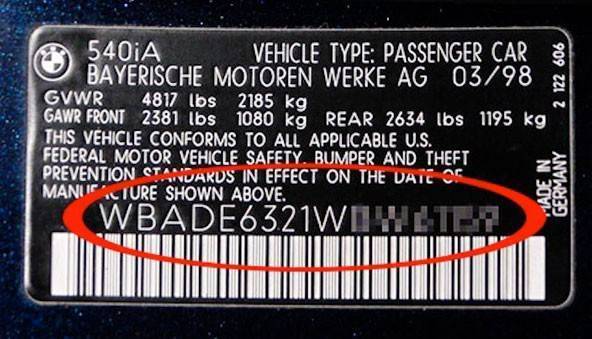 BMW
540iA VEHICLE TYPE: PASSENGER CAR
BAYERISCHE MOTOREN WERKE AG 03/98
GVWR 4817 lbs 2185 kg
GAWR FRONT 2381 lbs 1080 kg REAR 2634 lbs 1195 kg
THIS VEHICLE CONFORMS TO ALL APPLICABLE U.S.
FEDERAL MOTOR VEHICLE SAFETY, BUMPER AND THEFT
PREVENTION STANDARDS IN EFFECT ON THE DATE OF
MANUFACTURE SHOWN ABOVE.
WBADE6321W
2 122 606
MADE IN
GERMANY